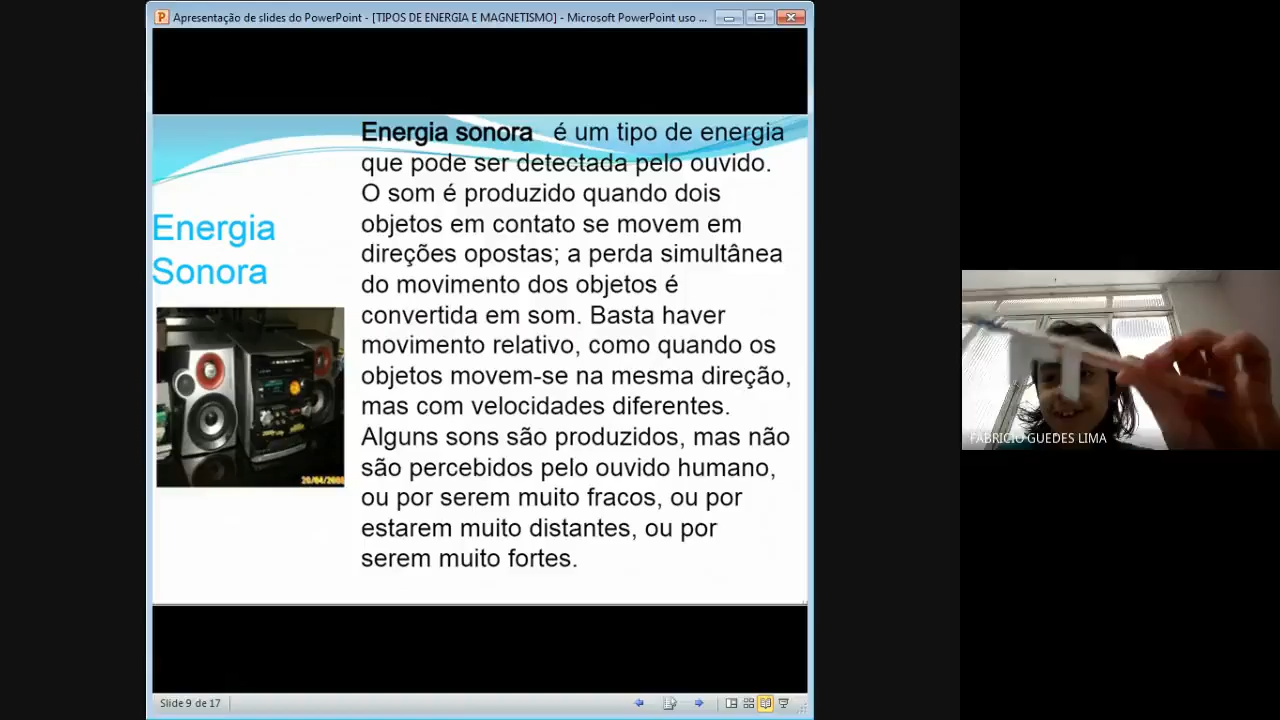 Apresentação de slides do PowerPoint - [TIPOS DE ENERGIA E MAGNETISMO] - Microsoft PowerPoint uso ...
Energia sonora é um tipo de energia
que pode ser detectada pelo ouvido.
O som é produzido quando dois
objetos em contato se movem em
direções opostas; a perda simultânea
do movimento dos objetos é
convertida em som. Basta haver
movimento relativo, como quando os
objetos movem-se na mesma direção,
mas com velocidades diferentes.
Alguns sons são produzidos, mas não
são percebidos pelo ouvido humano,
ou por serem muito fracos, ou por
estarem muito distantes, ou por
serem muito fortes.
Energia
Sonora
FABRICIO GUEDES LIMA
Slide 9 de 17